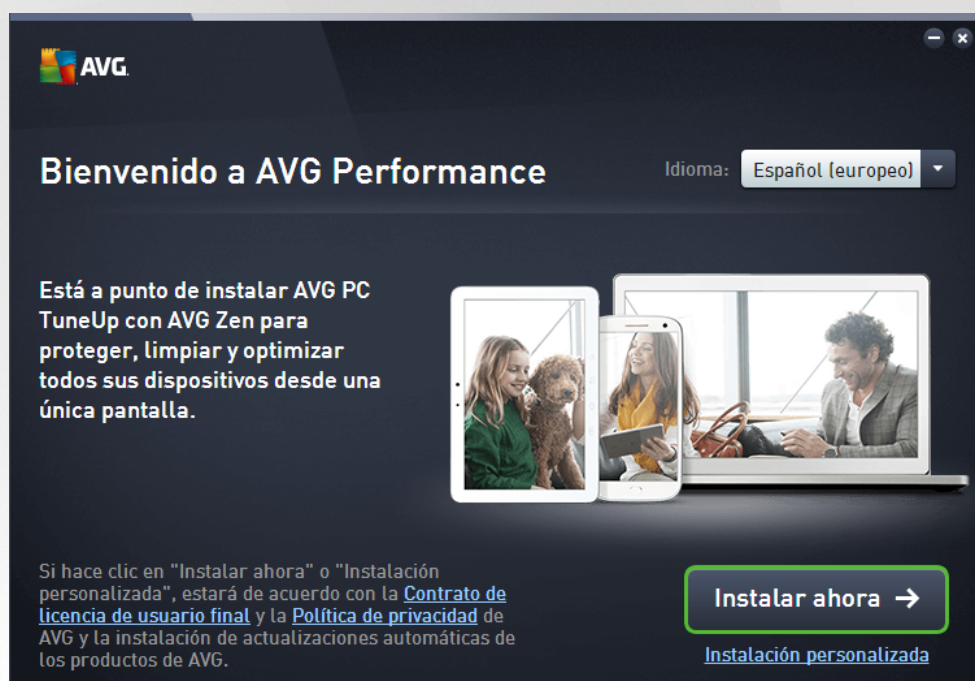 AVG
Bienvenido a AVG Performance
Idioma:
Español (europeo)
Está a punto de instalar AVG PC
TuneUp con AVG Zen para
proteger, limpiar y optimizar
todos sus dispositivos desde una
única pantalla.
Si hace clic en "Instalar ahora" o "Instalación
personalizada", estará de acuerdo con la Contrato de
licencia de usuario final y la Política de privacidad de
AVG y la instalación de actualizaciones automáticas de
los productos de AVG.
Instalar ahora →
Instalación personalizada